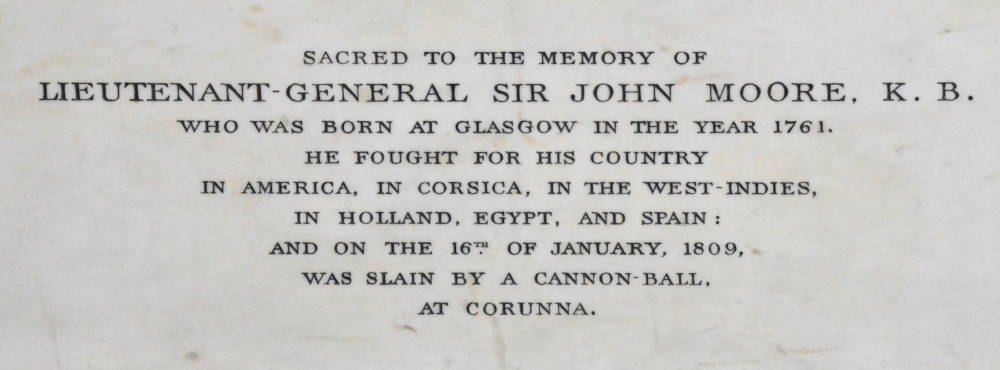 SACRED TO THE MEMORY OF
LIEUTENANT-GENERAL SIR JOHN MOORE, K. B.
WHO WAS BORN AT GLASGOW IN THE YEAR 1761.
HE FOUGHT FOR HIS COUNTRY
IN AMERICA, IN CORSICA, IN THE WEST-INDIES,
IN HOLLAND, EGYPT, AND SPAIN:
AND ON THE 16TH. OF JANUARY, 1809,
WAS SLAIN BY A CANNON-BALL,
AT CORUNNA.